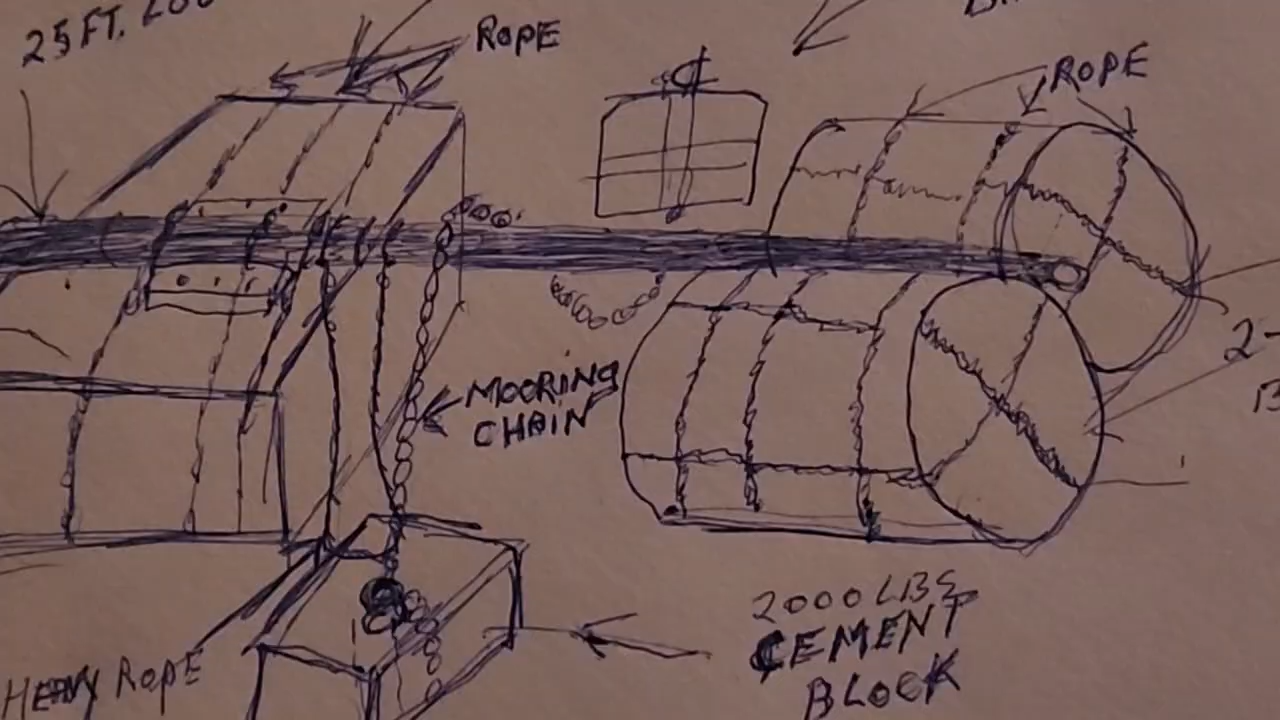 25 FT.
ROPE
ROPE
MOORING
CHAIN
2000 LBS
CEMENT
BLOCK
HEAVY ROPE